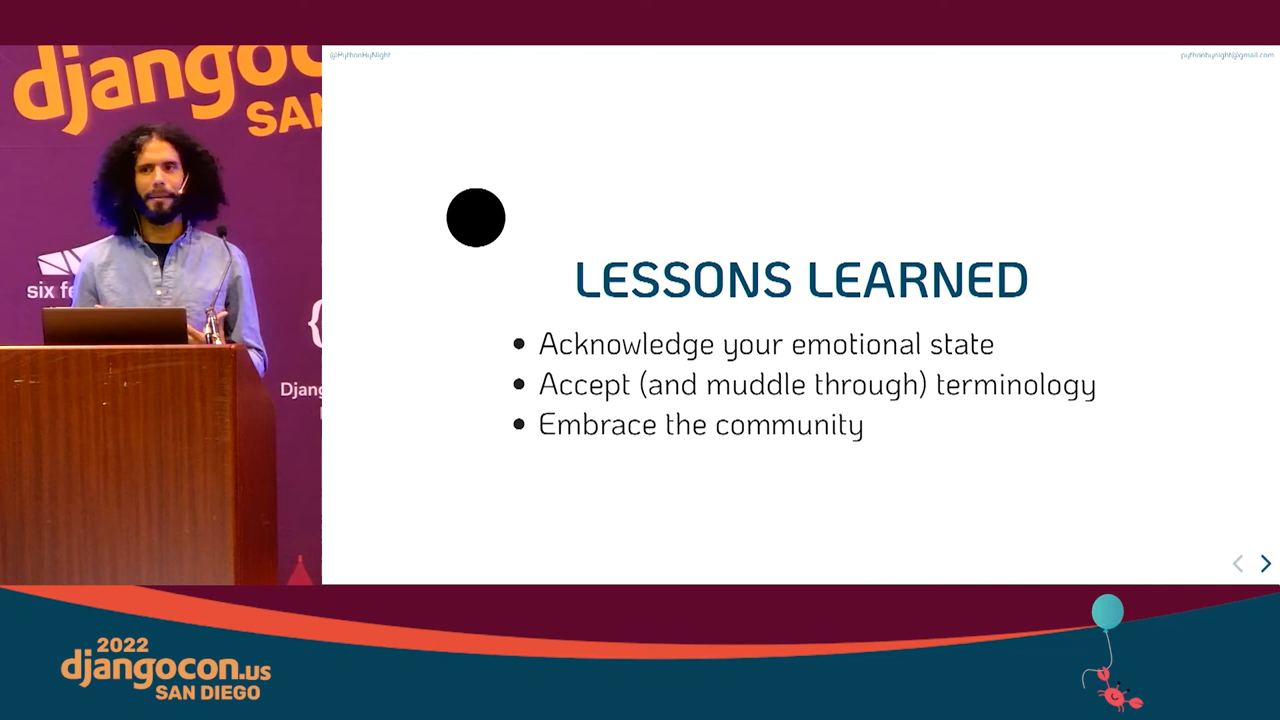 djangoc
SAN
six fe
{
Djang
@PythonByNight
pythonbynight@gmail.com
LESSONS LEARNED
• Acknowledge your emotional state
• Accept (and muddle through) terminology
• Embrace the community
2022
djangocon.us
SAN DIEGO